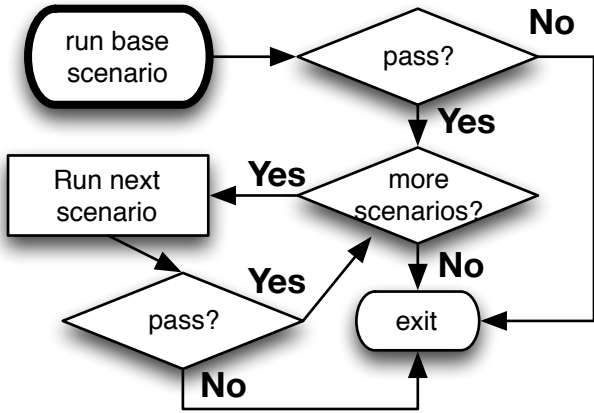 run base
scenario
pass?
No
Yes
more
scenarios?
Yes
Run next
scenario
Yes
No
pass?
exit
No